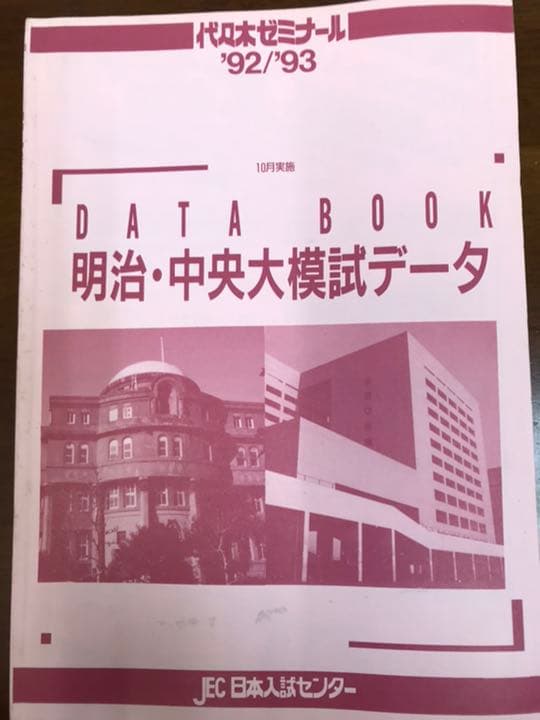 代々木ゼミナール
'92/'93
10月実施
DATA BOOK
明治・中央大模試データ
JEC 日本入試センター